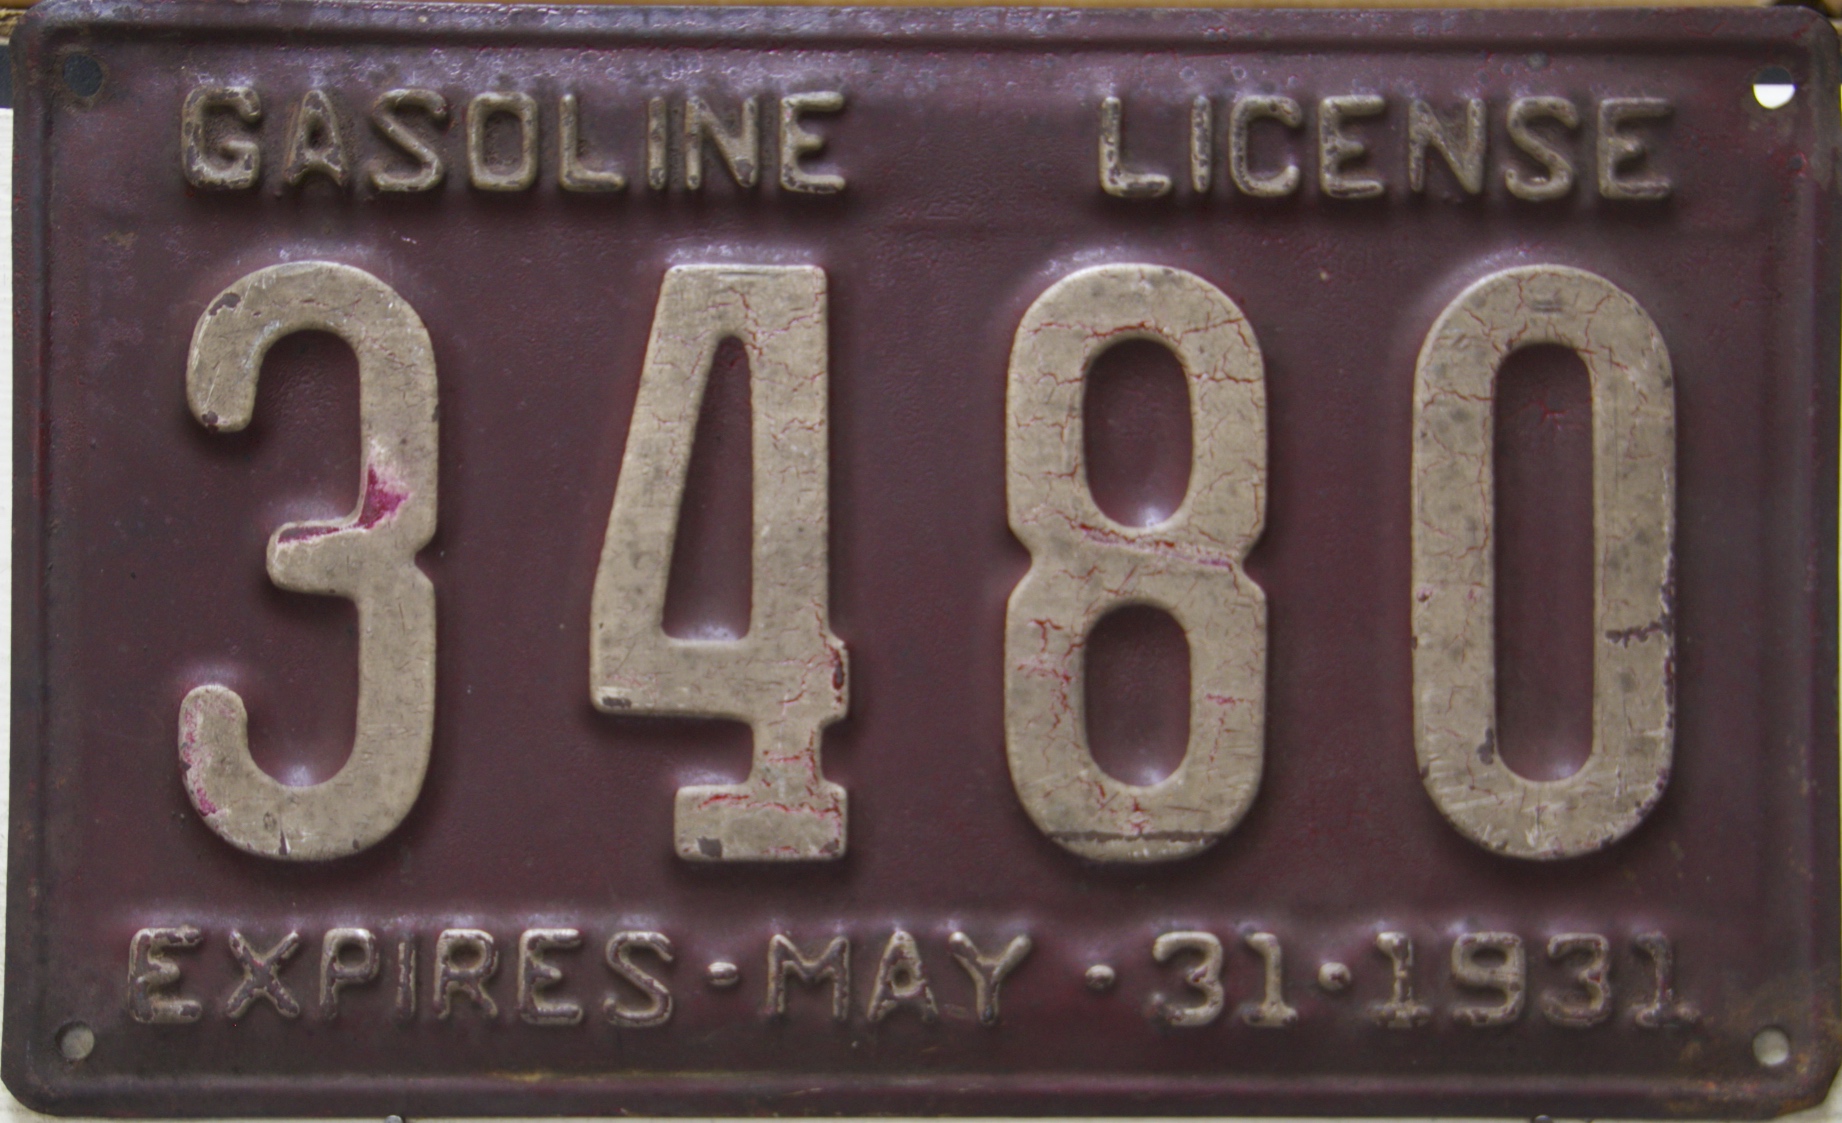 GASOLINE LICENSE
3480
EXPIRES·MAY·31·1931